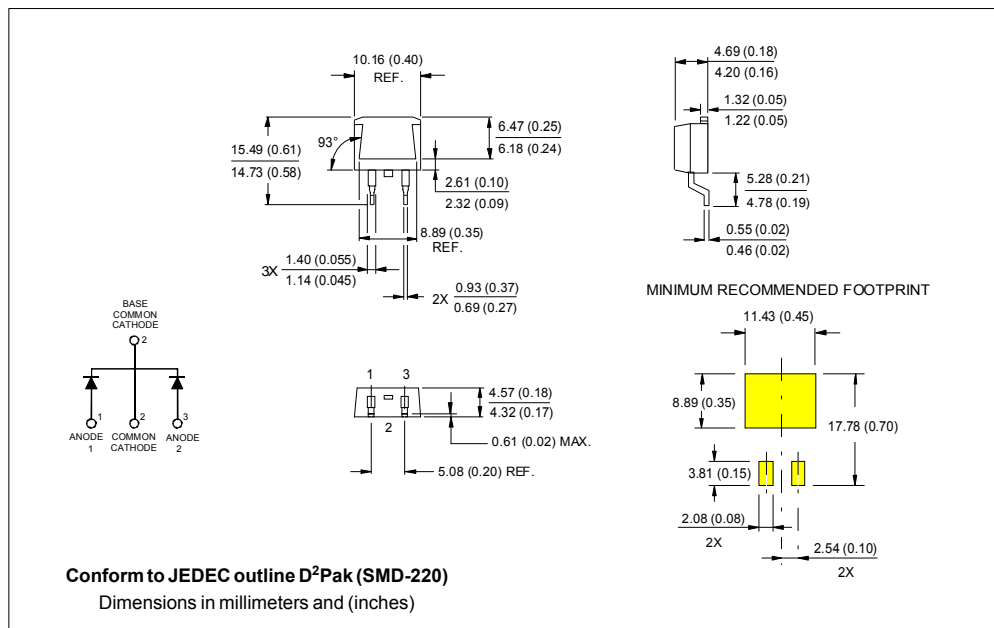 10.16 (0.40)
REF.
93°
15.49 (0.61)
14.73 (0.58)
6.47 (0.25)
6.18 (0.24)
2.61 (0.10)
2.32 (0.09)
8.89 (0.35)
REF.
3X
1.40 (0.055)
1.14 (0.045)
2X
0.93 (0.37)
0.69 (0.27)
4.69 (0.18)
4.20 (0.16)
1.32 (0.05)
1.22 (0.05)
5.28 (0.21)
4.78 (0.19)
0.55 (0.02)
0.46 (0.02)
BASE
COMMON
CATHODE
2
1
2
3
ANODE
1
COMMON
CATHODE
ANODE
2
1
3
2
4.57 (0.18)
4.32 (0.17)
0.61 (0.02) MAX.
5.08 (0.20) REF.
MINIMUM RECOMMENDED FOOTPRINT
11.43 (0.45)
8.89 (0.35)
17.78 (0.70)
3.81 (0.15)
2.08 (0.08)
2X
2.54 (0.10)
2X
Conform to JEDEC outline D²Pak (SMD-220)
Dimensions in millimeters and (inches)